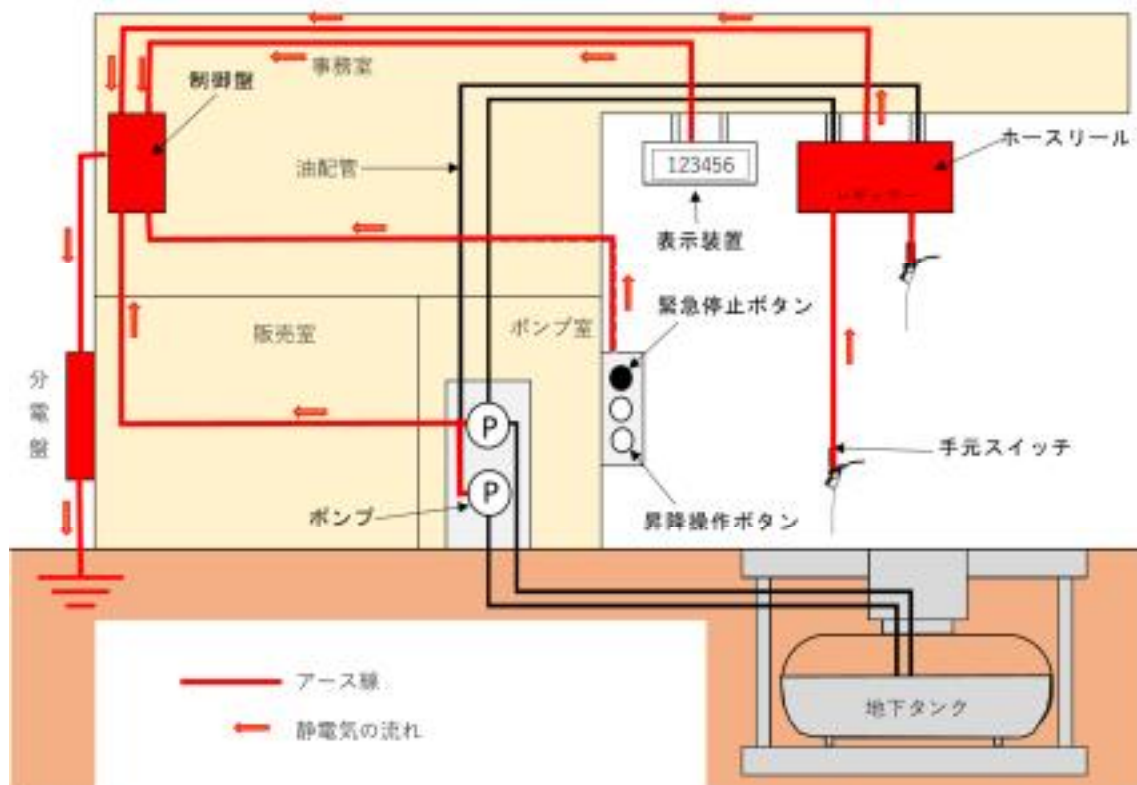 事務室
制御盤
ホースリール
油配管
123456
表示装置
緊急停止ボタン
ポンプ室
販売室
分電盤
P
手元スイッチ
P
ポンプ
昇降操作ボタン
アース線
地下タンク
静電気の流れ